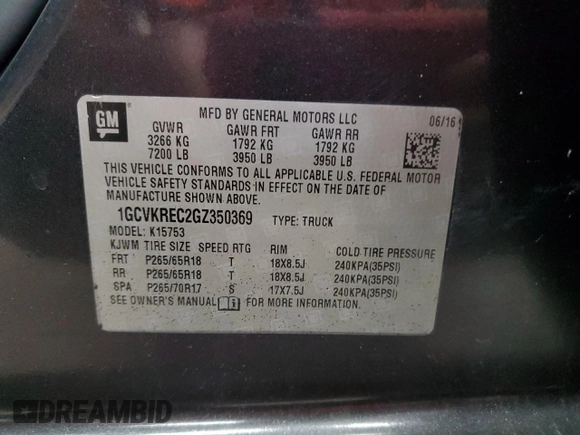 GM
MFD BY GENERAL MOTORS LLC
06/16
GVWR GAWR FRT GAWR RR
3266 KG 1792 KG 1792 KG
7200 LB 3950 LB 3950 LB
THIS VEHICLE CONFORMS TO ALL APPLICABLE U.S. FEDERAL MOTOR
VEHICLE SAFETY STANDARDS IN EFFECT ON THE DATE OF
MANUFACTURE SHOWN ABOVE.
1GCVKREC2GZ350369 TYPE: TRUCK
MODEL: K15753
KJWM TIRE SIZE SPEED RTG RIM COLD TIRE PRESSURE
FRT P265/65R18 T 18X8.5J 240KPA(35PSI)
RR P265/65R18 T 18X8.5J 240KPA(35PSI)
SPA P265/70R17 S 17X7.5J 240KPA(35PSI)
SEE OWNER'S MANUAL FOR MORE INFORMATION.
DREAMBID